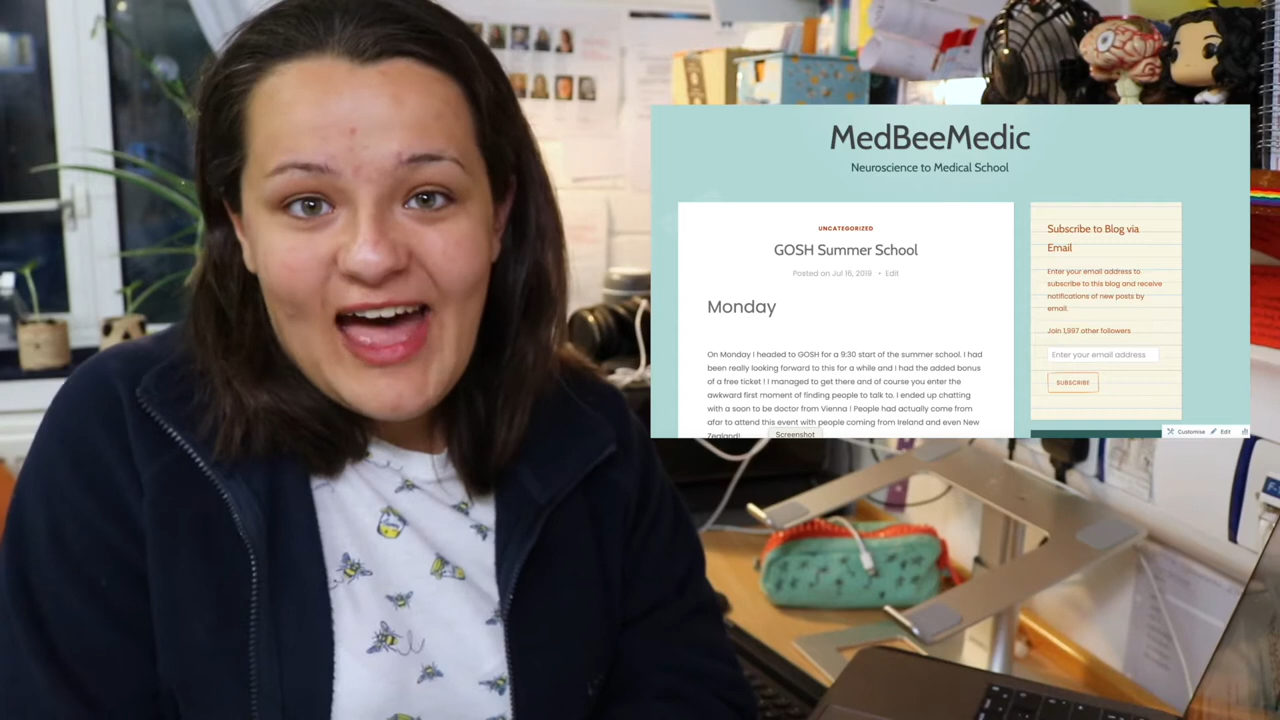 MedBeeMedic
Neuroscience to Medical School
UNCATEGORIZED
GOSH Summer School
Posted on Jul 16, 2019 • Edit
Monday
On Monday I headed to GOSH for a 9:30 start of the summer school. I had
been really looking forward to this for a while and I had the added bonus
of a free ticket ! I managed to get there and of course you enter the
awkward first moment of finding people to talk to. I ended up chatting
with a soon to be doctor from Vienna ! People had actually come from
afar to attend this event with people coming from Ireland and even New
Zealand!
Screenshot
Subscribe to Blog via
Email
Enter your email address to
subscribe to this blog and receive
notifications of new posts by
email.
Join 1,997 other followers
Enter your email address
SUBSCRIBE
Customise Edit